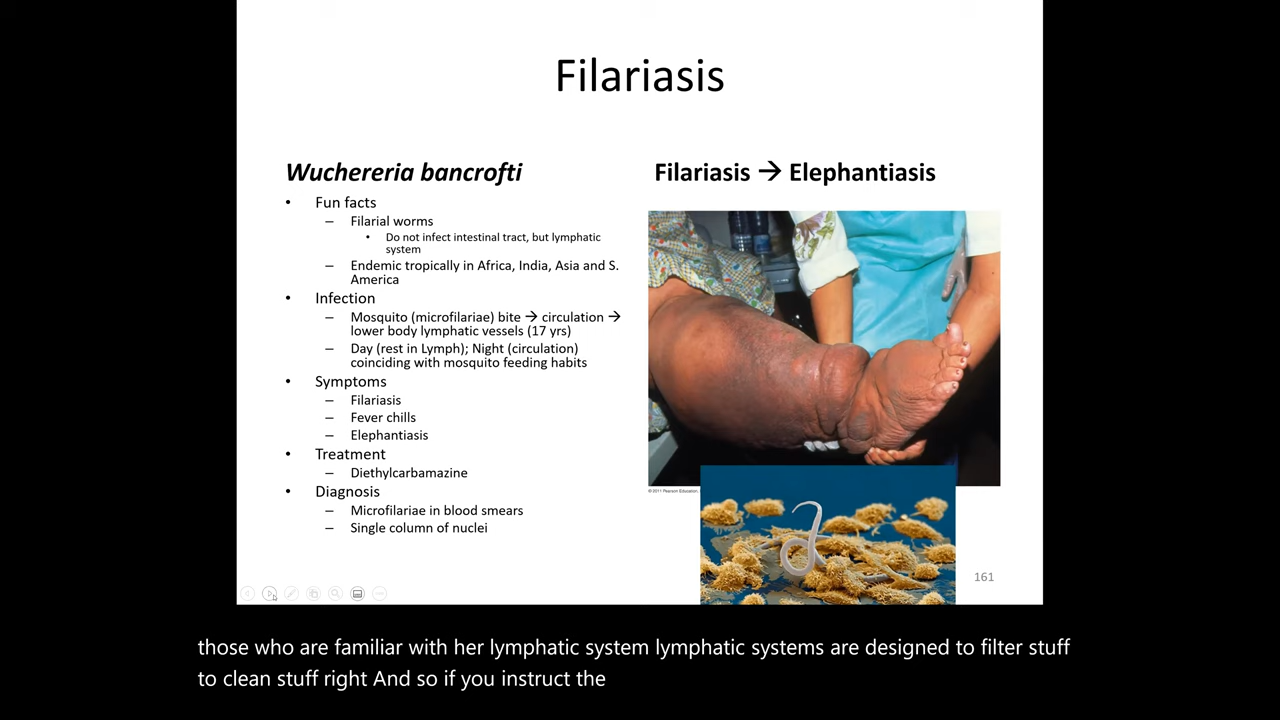 Filariasis
Wuchereria bancrofti
• Fun facts
– Filarial worms
• Do not infect intestinal tract, but lymphatic
system
– Endemic tropically in Africa, India, Asia and S.
America
• Infection
– Mosquito (microfilariae) bite → circulation →
lower body lymphatic vessels (17 yrs)
– Day (rest in Lymph); Night (circulation)
coinciding with mosquito feeding habits
• Symptoms
– Filariasis
– Fever chills
– Elephantiasis
• Treatment
– Diethylcarbamazine
• Diagnosis
– Microfilariae in blood smears
– Single column of nuclei
Filariasis → Elephantiasis
© 2011 Pearson Education,
161
those who are familiar with her lymphatic system lymphatic systems are designed to filter stuff
to clean stuff right And so if you instruct the